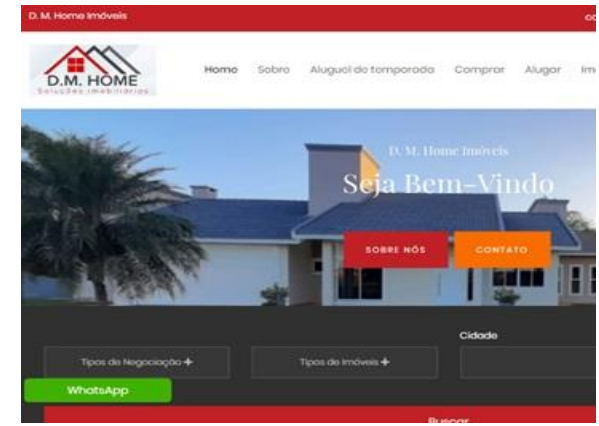 D. M. Home Imóveis
D.M. HOME
Soluções Imobiliárias
Home Sobre Aluguel de temporada Comprar Alugar
D. M. Home Imóveis
Seja Bem-Vindo
SOBRE NÓS CONTATO
Cidade
Tipos de Negociação + Tipos de Imóveis +
WhatsApp
Buscar